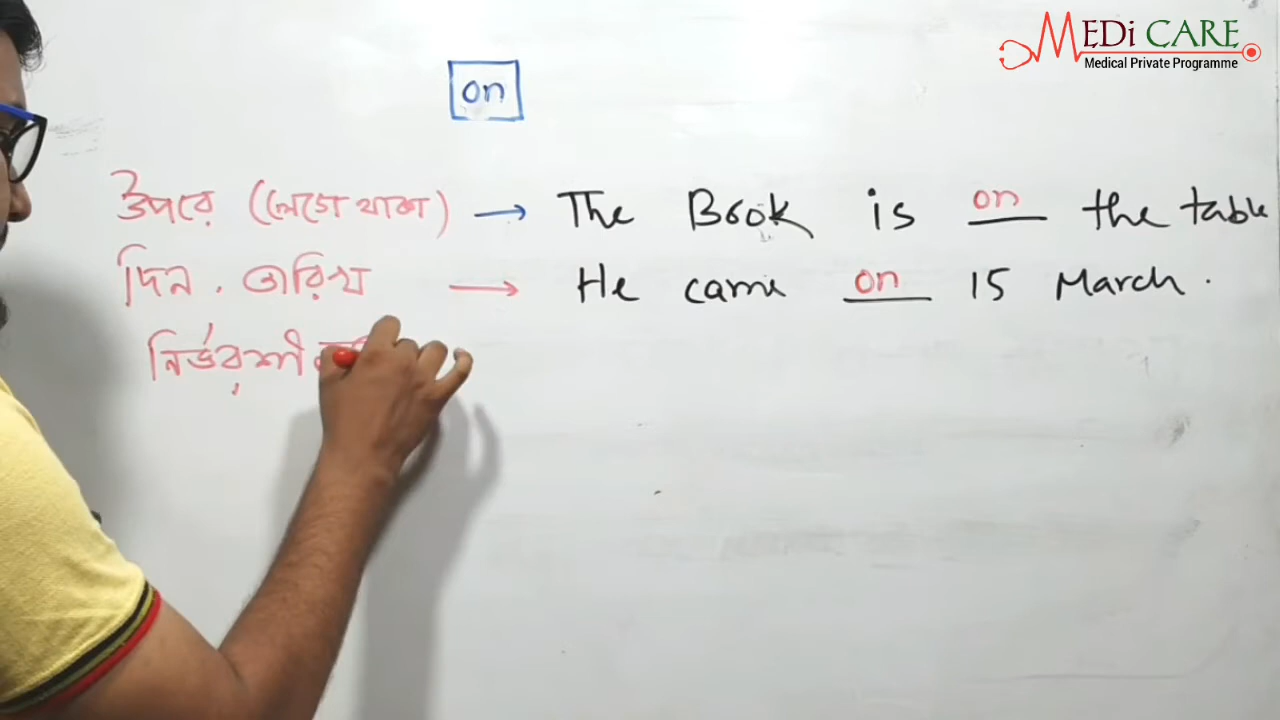 MEDi CARE
Medical Private Programme
on
উপরে (লেগে থাকা) → The Book is on the table
দিন . তারিখ → He came on 15 March .
নির্ভরশী